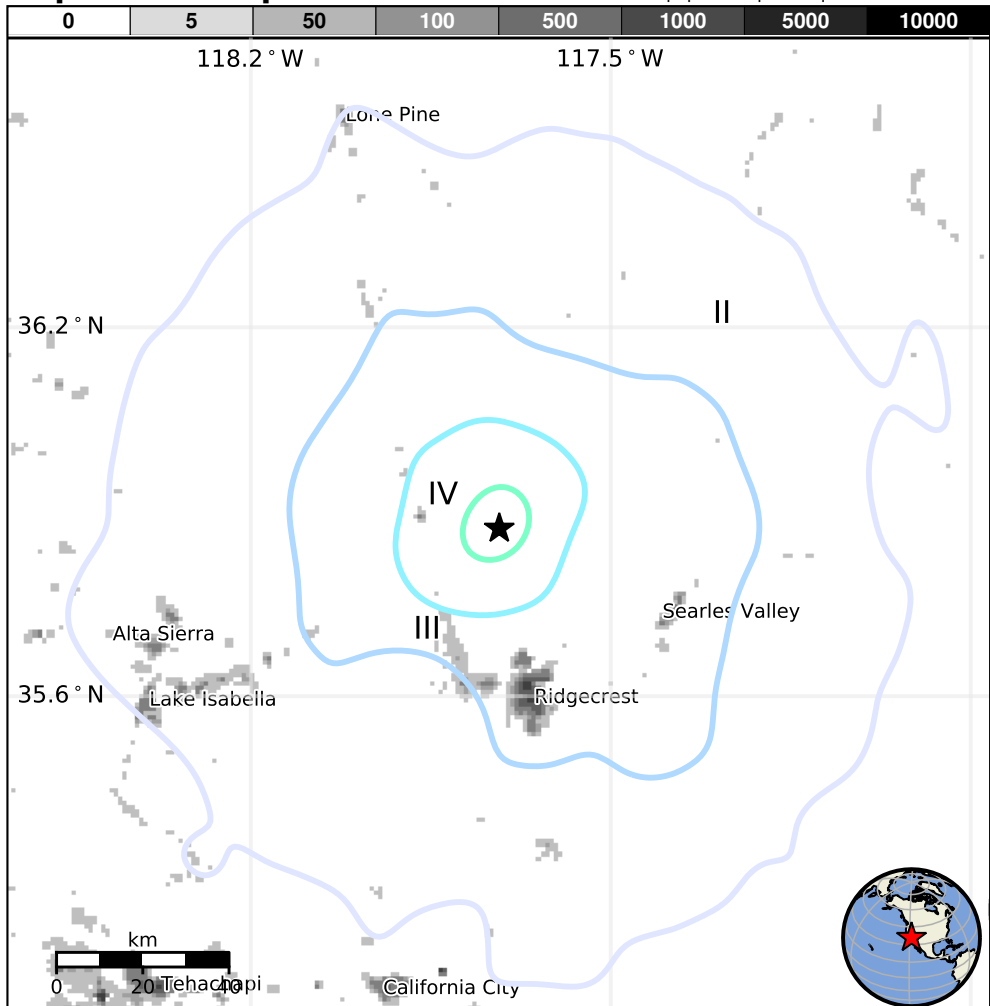 0 5 50 100 500 1000 5000 10000
118.2°W 117.5°W
Lone Pine
II
36.2°N
IV
Searles Valley
III
Alta Sierra
35.6°N
Ridgecrest
Lake Isabella
km
0 20 40
Tehachapi
California City